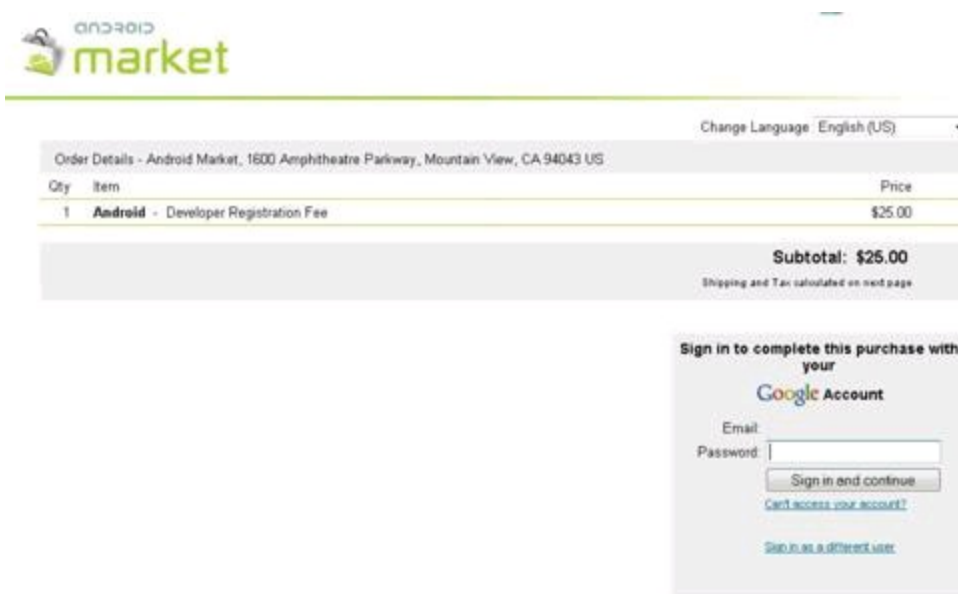 ANDROID
market
Change Language English (US)
Order Details - Android Market, 1600 Amphitheatre Parkway, Mountain View, CA 94043 US
Qty Item Price
1 Android - Developer Registration Fee $25.00
Subtotal: $25.00
Shipping and Tax calculated on next page
Sign in to complete this purchase with
your
Google Account
Email:
Password:
Sign in and continue
Can't access your account?
Sign in as a different user